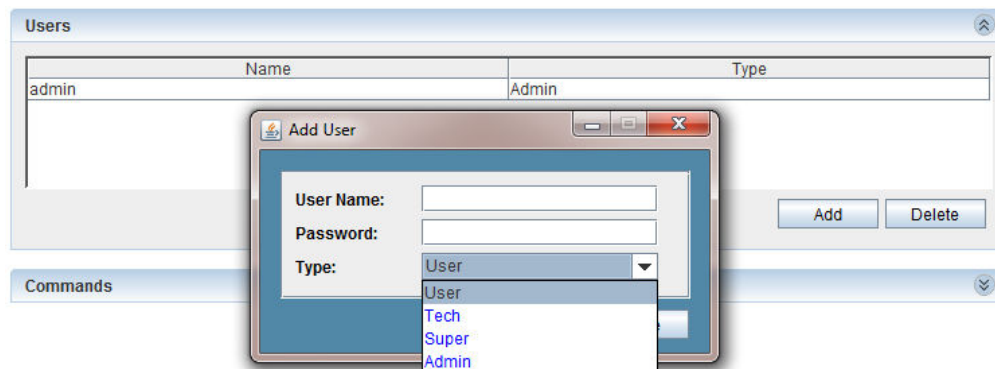 Users
Name Type
admin Admin
Add User
User Name:
Password:
Type: User
User
Tech
Super
Admin
Add Delete
Commands